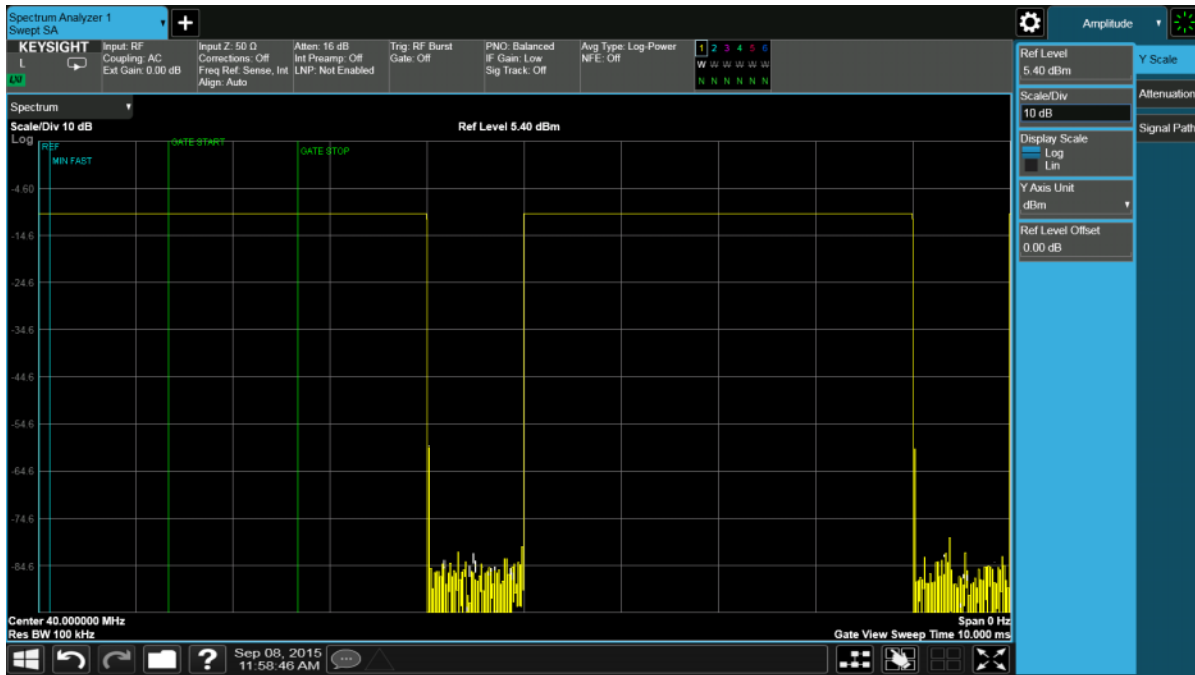 Spectrum Analyzer 1
Swept SA
Amplitude
KEYSIGHT
L
LXI
Input: RF
Coupling: AC
Ext Gain: 0.00 dB
Input Z: 50 Ω
Corrections: Off
Freq Ref: Sense, Int
Align: Auto
Atten: 16 dB
Int Preamp: Off
LNP: Not Enabled
Trig: RF Burst
Gate: Off
PNO: Balanced
IF Gain: Low
Sig Track: Off
Avg Type: Log-Power
NFE: Off
1 2 3 4 5 6
W W W W W W
N N N N N N
Spectrum
Scale/Div 10 dB
Ref Level 5.40 dBm
Log
REF
MIN FAST
GATE START
GATE STOP
-4.60
-14.6
-24.6
-34.6
-44.6
-54.6
-64.6
-74.6
-84.6
Center 40.000000 MHz
Res BW 100 kHz
Span 0 Hz
Gate View Sweep Time 10.000 ms
Ref Level
5.40 dBm
Scale/Div
10 dB
Display Scale
Log
Lin
Y Axis Unit
dBm
Ref Level Offset
0.00 dB
Y Scale
Attenuation
Signal Path
?
Sep 08, 2015
11:58:46 AM